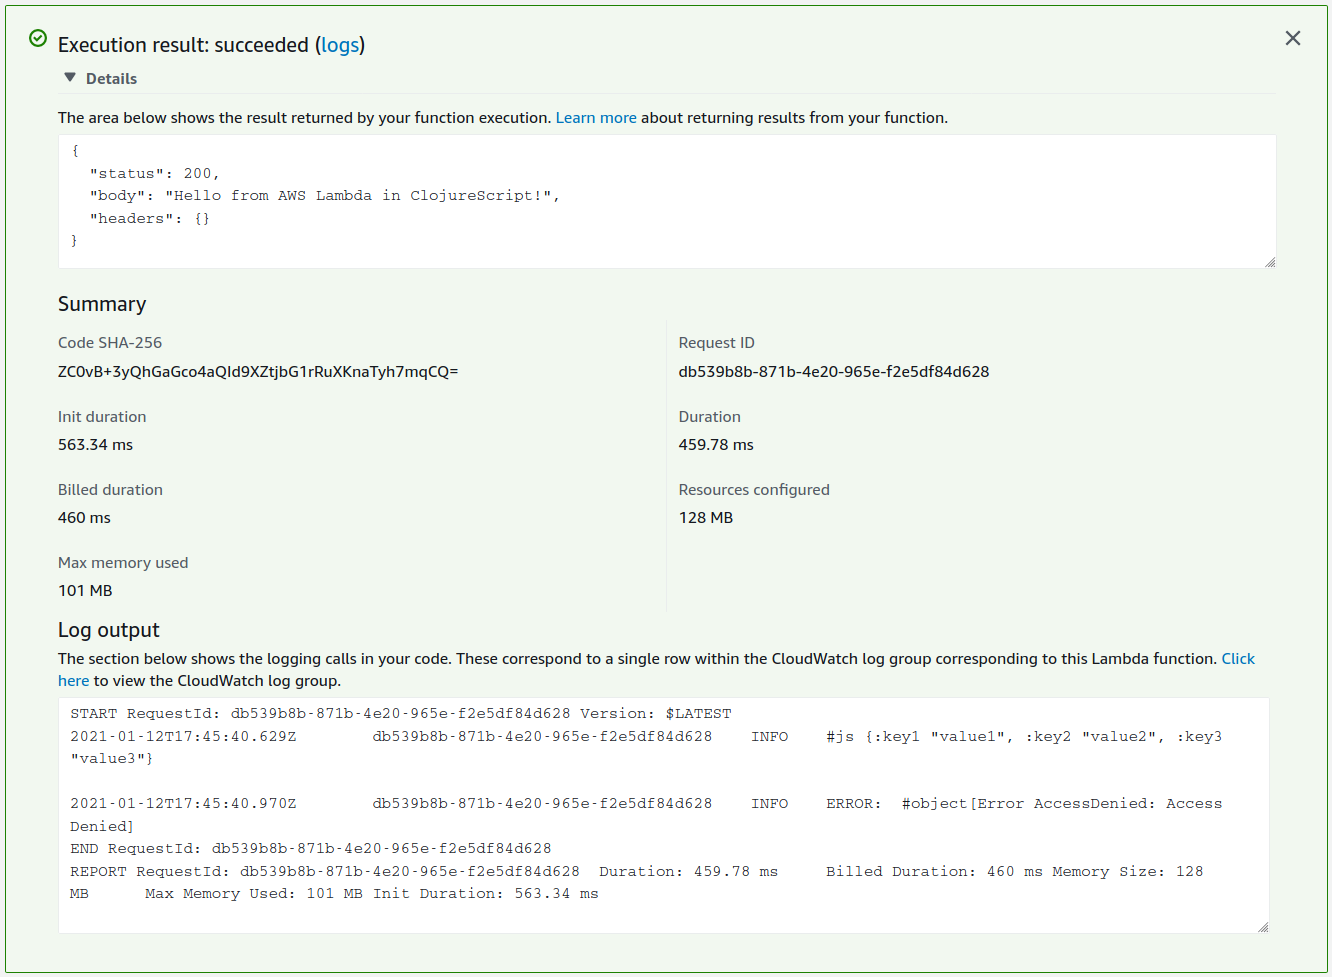 Execution result: succeeded (logs)
Details
The area below shows the result returned by your function execution. Learn more about returning results from your function.
{
  "status": 200,
  "body": "Hello from AWS Lambda in ClojureScript!",
  "headers": {}
}
Summary
Code SHA-256
ZC0vB+3yQhGaGco4aQId9XZtjbG1rRuXKnaTyh7mqCQ=
Request ID
db539b8b-871b-4e20-965e-f2e5df84d628
Init duration
563.34 ms
Duration
459.78 ms
Billed duration
460 ms
Resources configured
128 MB
Max memory used
101 MB
Log output
The section below shows the logging calls in your code. These correspond to a single row within the CloudWatch log group corresponding to this Lambda function. Click
here to view the CloudWatch log group.
START RequestId: db539b8b-871b-4e20-965e-f2e5df84d628 Version: $LATEST
2021-01-12T17:45:40.629Z db539b8b-871b-4e20-965e-f2e5df84d628 INFO #js {:key1 "value1", :key2 "value2", :key3
"value3"}
2021-01-12T17:45:40.970Z db539b8b-871b-4e20-965e-f2e5df84d628 INFO ERROR: #object[Error AccessDenied: Access
Denied]
END RequestId: db539b8b-871b-4e20-965e-f2e5df84d628
REPORT RequestId: db539b8b-871b-4e20-965e-f2e5df84d628 Duration: 459.78 ms Billed Duration: 460 ms Memory Size: 128
MB Max Memory Used: 101 MB Init Duration: 563.34 ms